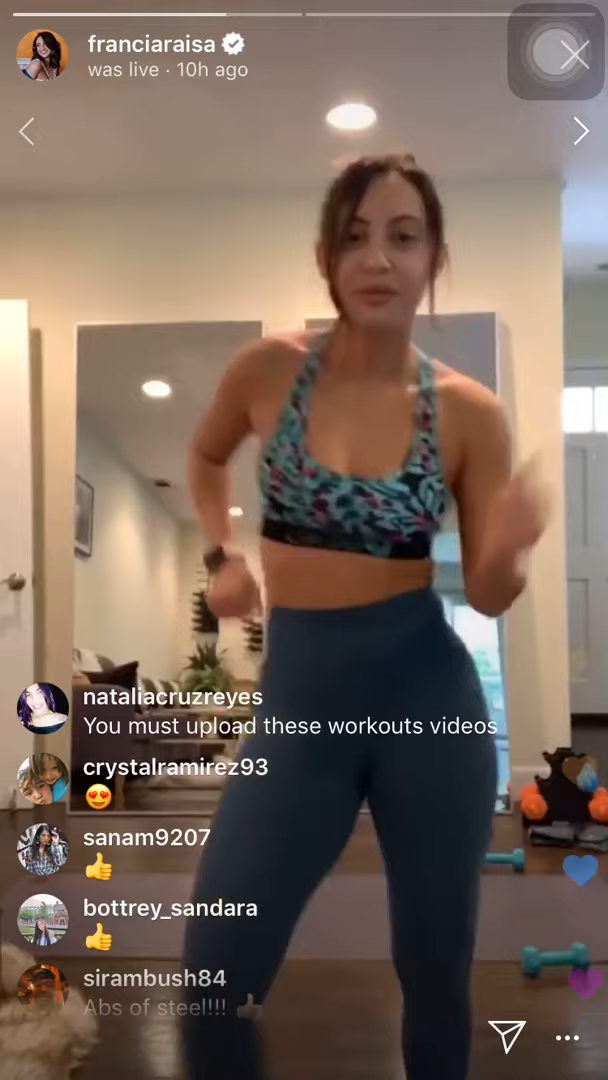 franciaraisa
was live · 10h ago
nataliacruzreyes
You must upload these workouts videos
crystalramirez93
😍
sanam9207
👍
bottrey_sandara
👍
sirambush84
Abs of steel!!! 👍